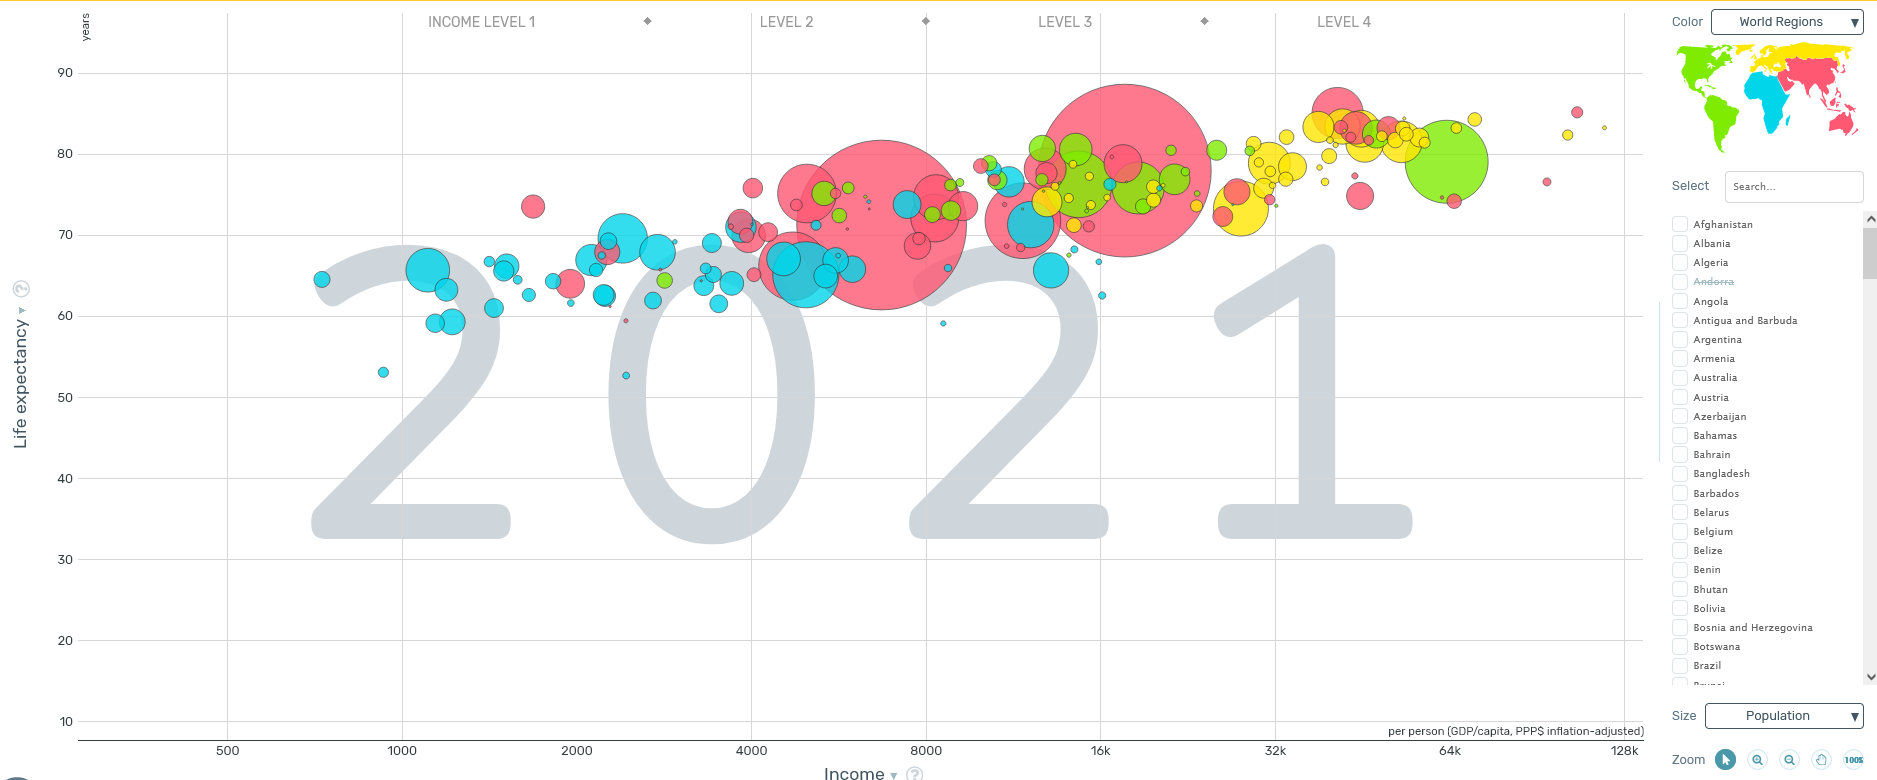 years
INCOME LEVEL 1
LEVEL 2
LEVEL 3
LEVEL 4
90
80
70
60
50
40
30
20
10
Life expectancy ?
2021
per person (GDP/capita, PPP$ inflation-adjusted)
500
1000
2000
4000
8000
16k
32k
64k
128k
Income ?
Color World Regions
Select Search...
Afghanistan
Albania
Algeria
Andorra
Angola
Antigua and Barbuda
Argentina
Armenia
Australia
Austria
Azerbaijan
Bahamas
Bahrain
Bangladesh
Barbados
Belarus
Belgium
Belize
Benin
Bhutan
Bolivia
Bosnia and Herzegovina
Botswana
Brazil
Brunei
Size Population
Zoom 100%